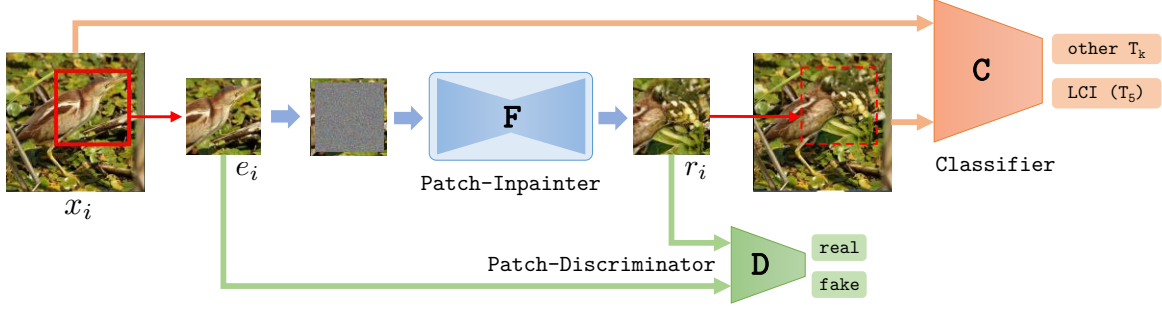 x_i
e_i
F
Patch-Inpainter
r_i
C
other T_k
LCI (T_5)
Classifier
Patch-Discriminator
D
real
fake